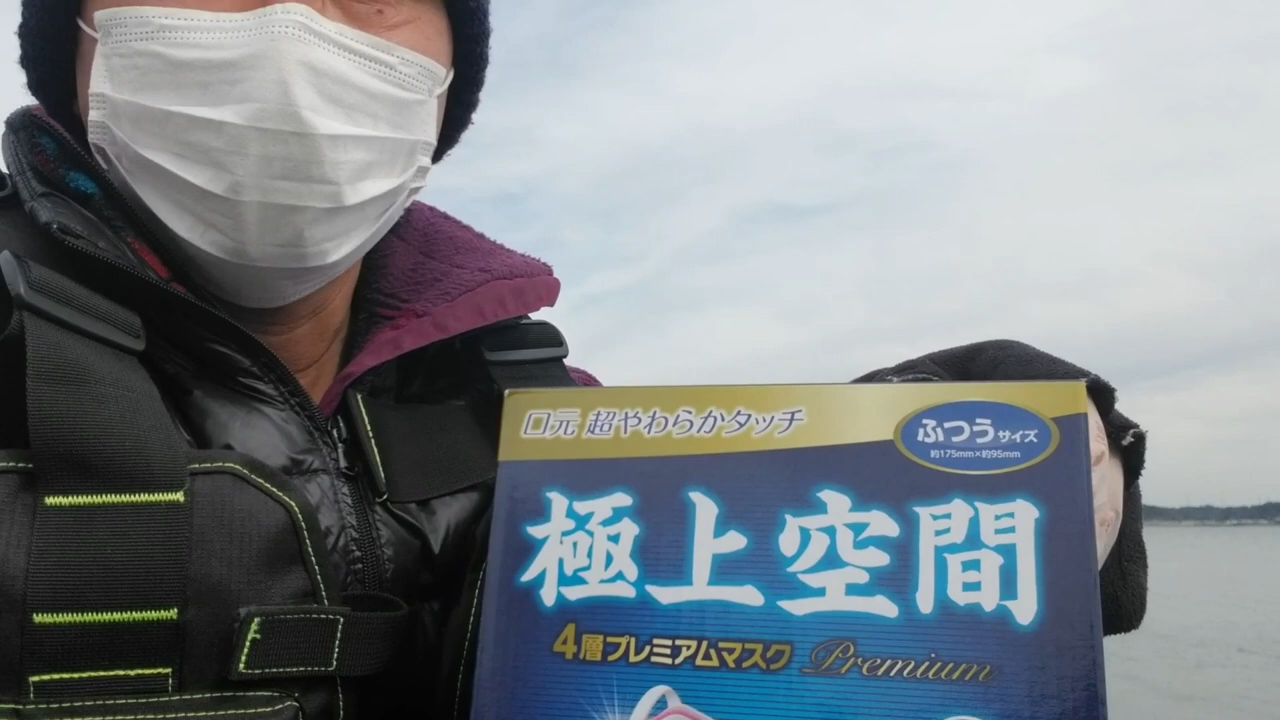 口元 超やわらかタッチ
ふつうサイズ
約175mm×約95mm
極上空間
4層プレミアムマスク Premium